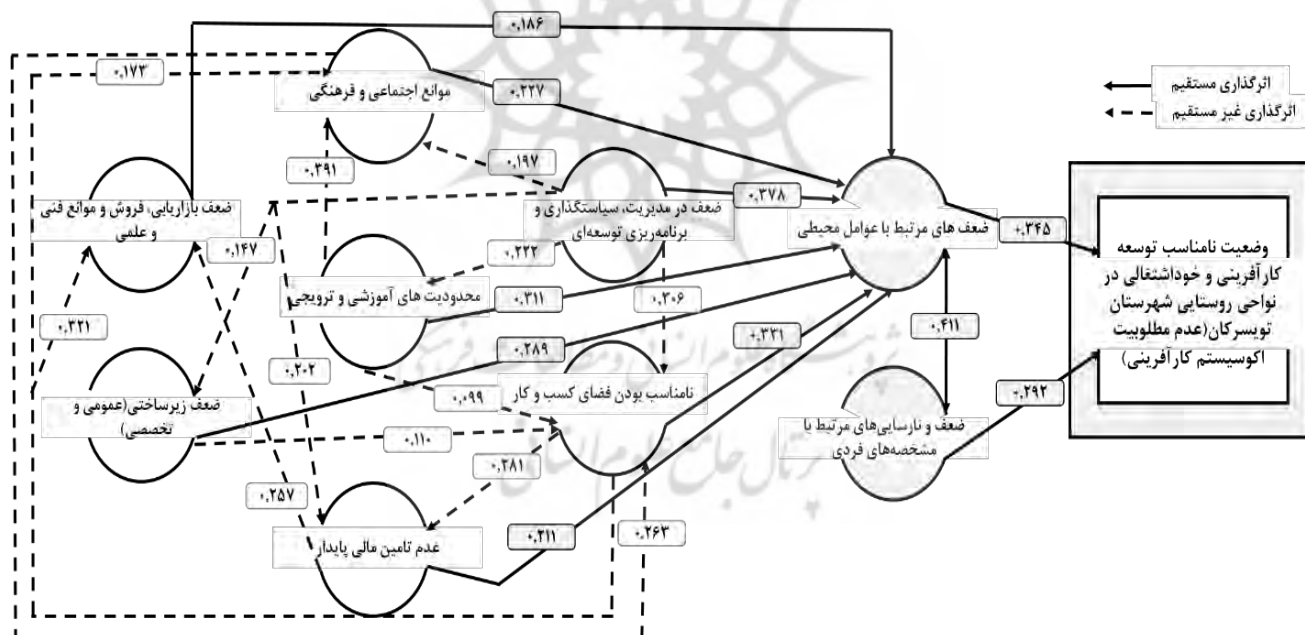 ۰,۱۸۶
۰,۱۷۳
موانع اجتماعی و فرهنگی
۰,۲۲۷
اثرگذاری مستقیم
اثرگذاری غیر مستقیم
۰,۳۹۱
۰,۱۹۷
ضعف بازاریابی، فروش و موانع فنی
و علمی
ضعف در مدیریت، سیاستگذاری و
برنامه‌ریزی توسعه‌ای
۰,۳۷۸
ضعف های مرتبط با عوامل محیطی
۰,۳۴۵
وضعیت نامناسب توسعه
کارآفرینی و خوداشتغالی در
نواحی روستایی شهرستان
تویسرکان(عدم مطلوبیت
اکوسیستم کارآفرینی)
۰,۱۴۷
۰,۲۲۲
محدودیت های آموزشی و ترویجی
۰,۳۱۱
۰,۳۰۶
۰,۳۲۱
۰,۲۸۹
۰,۳۳۱
۰,۴۱۱
۰,۲۰۲
نامناسب بودن فضای کسب و کار
۰,۰۹۹
۰,۲۹۲
ضعف زیرساختی(عمومی و
تخصصی)
ضعف و نارسایی‌های مرتبط با
مشخصه‌های فردی
۰,۱۱۰
۰,۲۸۱
۰,۲۵۷
عدم تامین مالی پایدار
۰,۲۱۱
۰,۲۶۳
پرتال جامع علوم انسانی